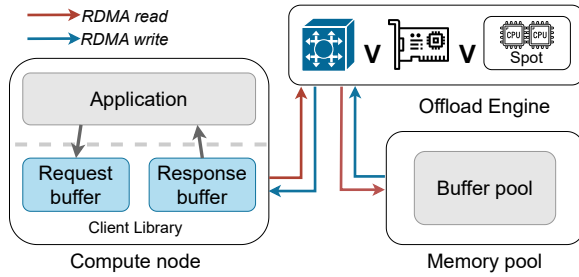 RDMA read
RDMA write
Application
Request
buffer
Response
buffer
Client Library
Compute node
V
V
CPU
CPU
Spot
Offload Engine
Buffer pool
Memory pool